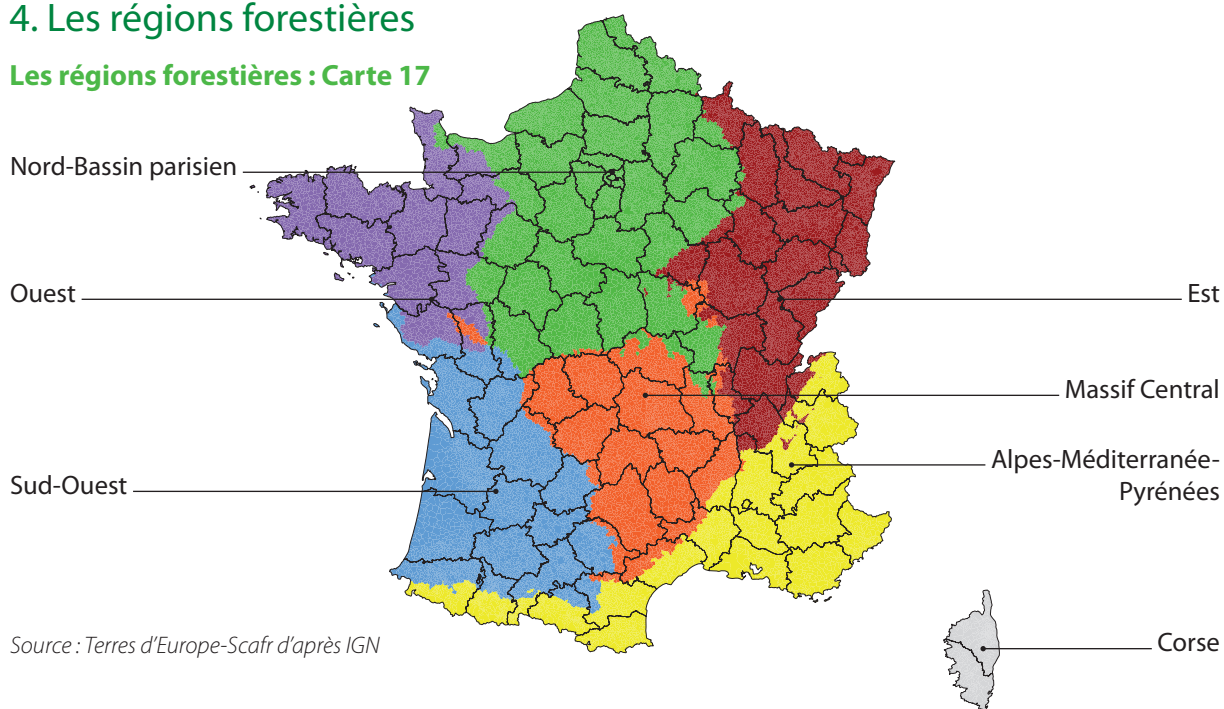 4. Les régions forestières
Les régions forestières : Carte 17
Nord-Bassin parisien
Ouest
Est
Massif Central
Alpes-Méditerranée-
Pyrénées
Sud-Ouest
Source : Terres d'Europe-Scafr d'après IGN
Corse